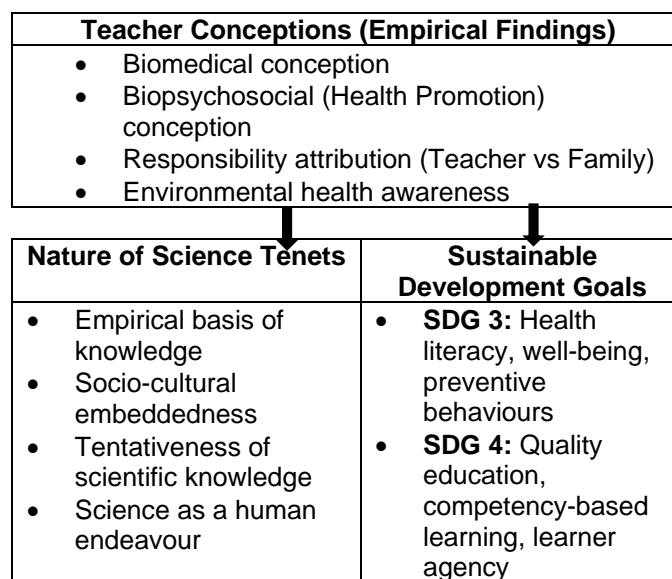 Teacher Conceptions (Empirical Findings)
• Biomedical conception
• Biopsychosocial (Health Promotion)
conception
• Responsibility attribution (Teacher vs Family)
• Environmental health awareness
Nature of Science Tenets
• Empirical basis of
knowledge
• Socio-cultural
embeddedness
• Tentativeness of
scientific knowledge
• Science as a human
endeavour
Sustainable
Development Goals
• SDG 3: Health
literacy, well-being,
preventive
behaviours
• SDG 4: Quality
education,
competency-based
learning, learner
agency